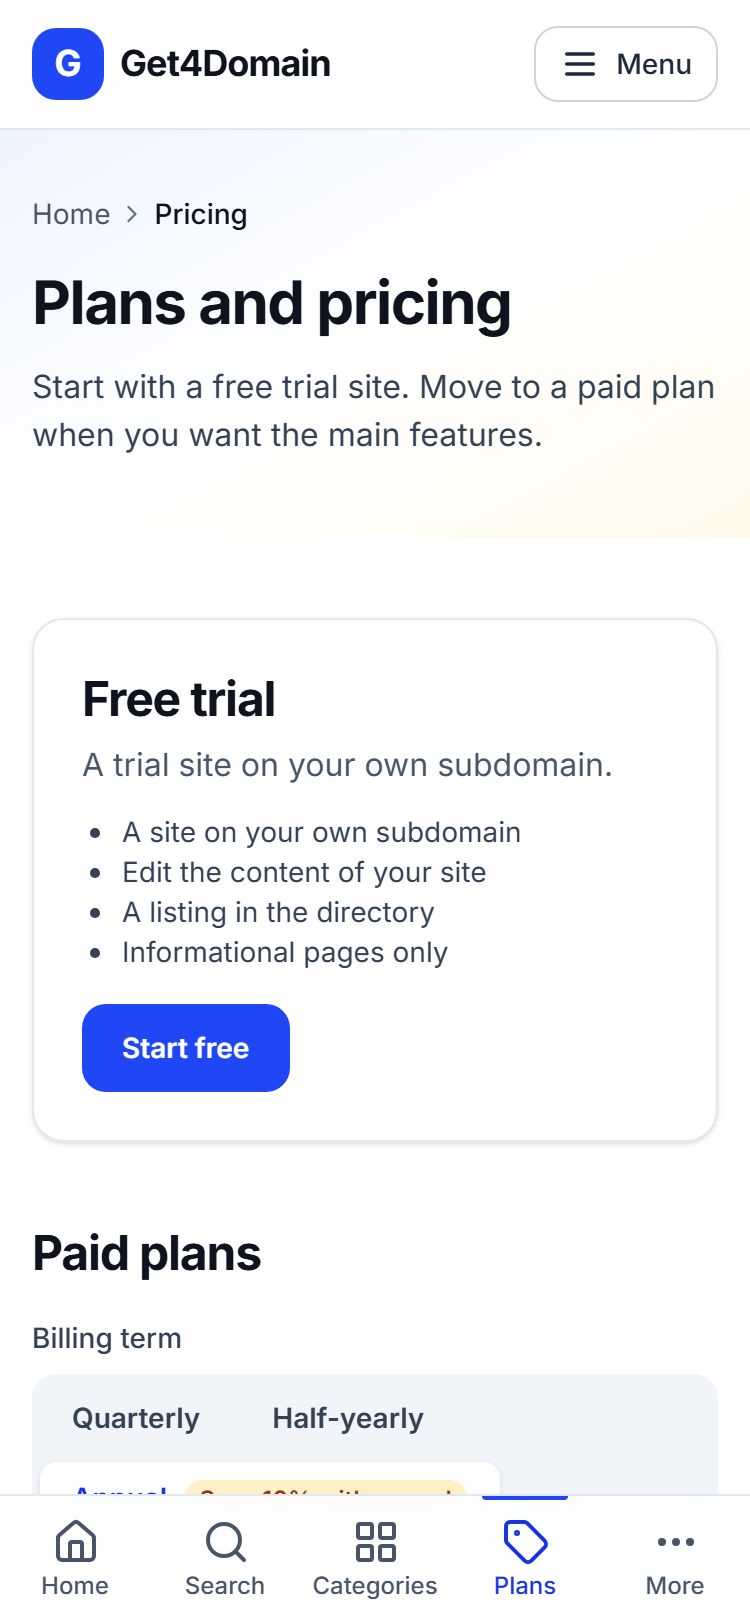 G Get4Domain
Menu
Home > Pricing
Plans and pricing
Start with a free trial site. Move to a paid plan
when you want the main features.
Free trial
A trial site on your own subdomain.
• A site on your own subdomain
• Edit the content of your site
• A listing in the directory
• Informational pages only
Start free
Paid plans
Billing term
Quarterly Half-yearly
Annual
Home Search Categories Plans More